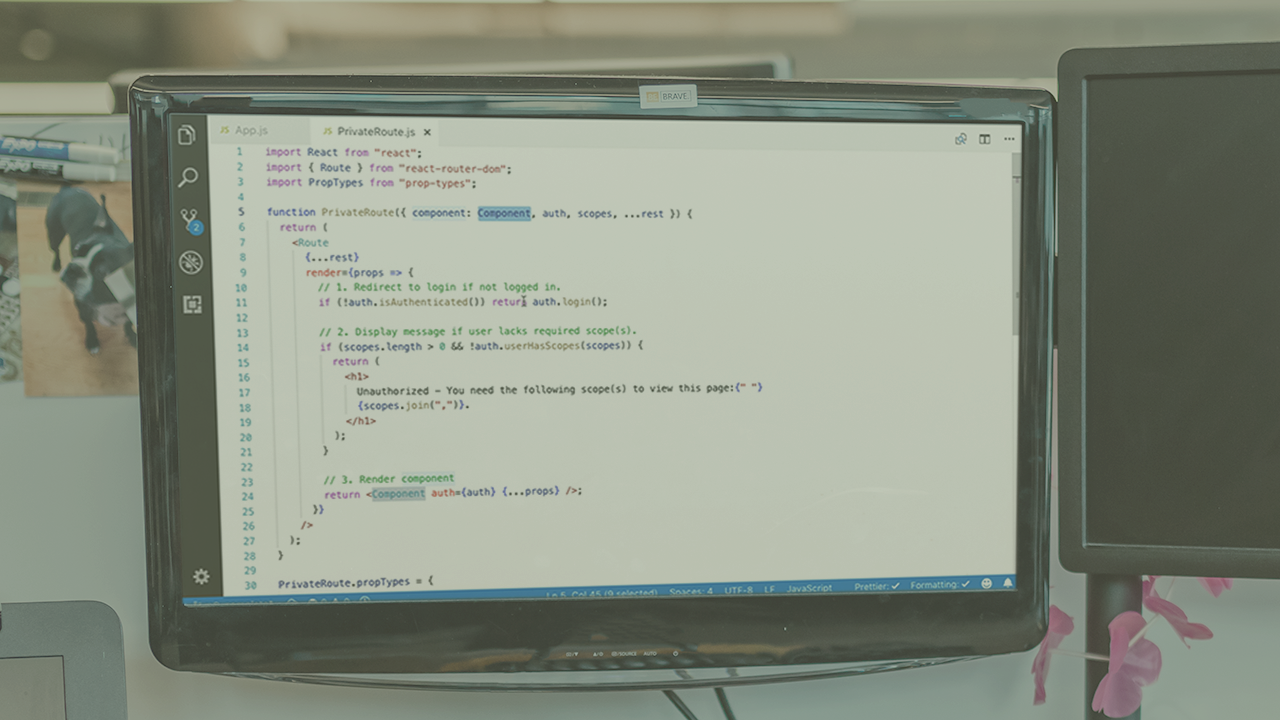 BRAVE
App.js PrivateRoute.js ×
1 import React from "react";
2 import { Route } from "react-router-dom";
3 import PropTypes from "prop-types";
4
5 function PrivateRoute({ component: Component, auth, scopes, ...rest }) {
6 return (
7 <Route
8 {...rest}
9 render={props => {
10 // 1. Redirect to login if not logged in.
11 if (!auth.isAuthenticated()) return auth.login();
12
13 // 2. Display message if user lacks required scope(s).
14 if (scopes.length > 0 && !auth.userHasScopes(scopes)) {
15 return (
16 <h1>
17 Unauthorized - You need the following scope(s) to view this page:{" "}
18 {scopes.join(",")}.
19 </h1>
20 );
21 }
22
23 // 3. Render component
24 return <Component auth={auth} {...props} />;
25 }}
26 />
27 );
28 }
29
30 PrivateRoute.propTypes = {
2
Ln 5, Col 45 (9 selected) Spaces: 4 UTF-8 LF JavaScript Prettier: ✓ Formatting: ✓
AUTO